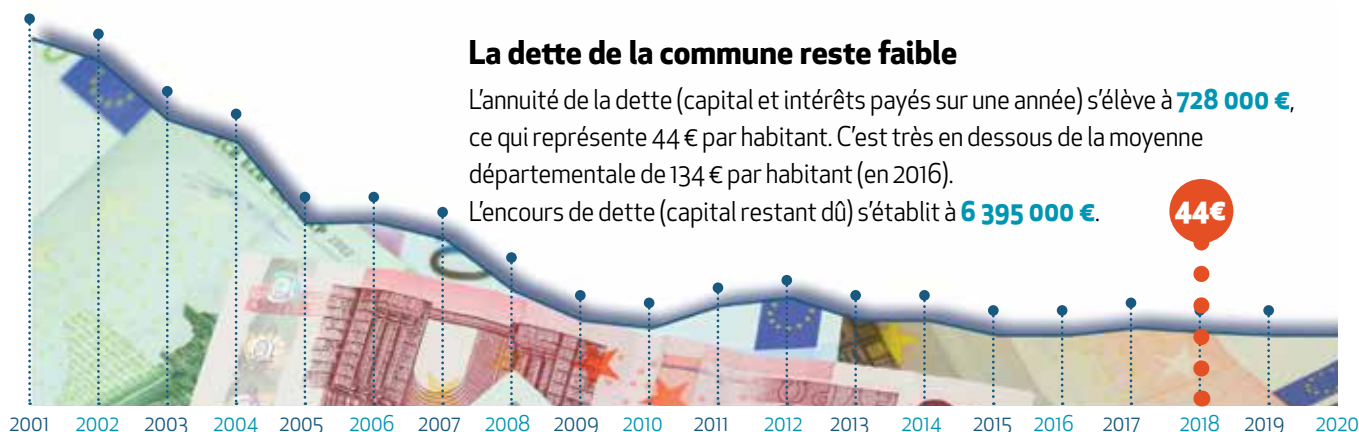 La dette de la commune reste faible
L'annuité de la dette (capital et intérêts payés sur une année) s'élève à 728 000 €,
ce qui représente 44 € par habitant. C'est très en dessous de la moyenne
départementale de 134 € par habitant (en 2016).
L'encours de dette (capital restant dû) s'établit à 6 395 000 €.
44€
2001 2002 2003 2004 2005 2006 2007 2008 2009 2010 2011 2012 2013 2014 2015 2016 2017 2018 2019 2020